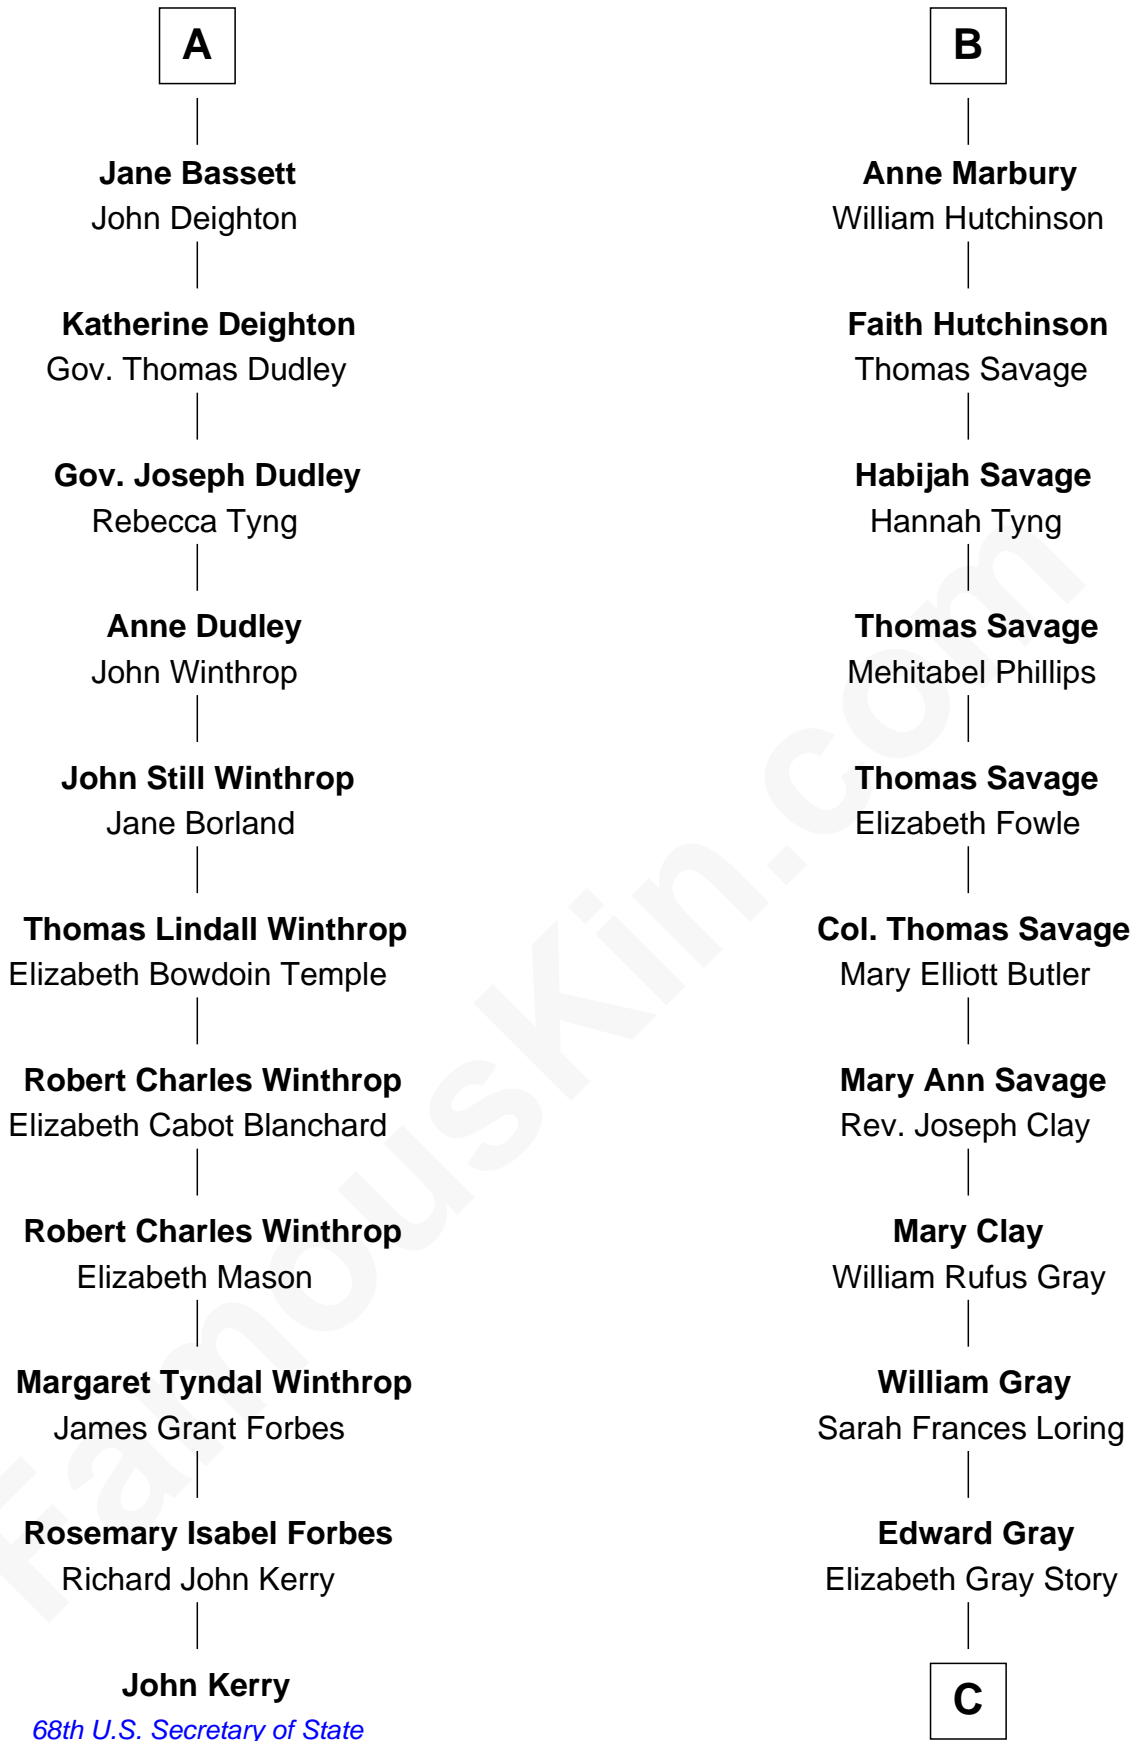 A
Jane Bassett
John Deighton
Katherine Deighton
Gov. Thomas Dudley
Gov. Joseph Dudley
Rebecca Tyng
Anne Dudley
John Winthrop
John Still Winthrop
Jane Borland
Thomas Lindall Winthrop
Elizabeth Bowdoin Temple
Robert Charles Winthrop
Elizabeth Cabot Blanchard
Robert Charles Winthrop
Elizabeth Mason
Margaret Tyndal Winthrop
James Grant Forbes
Rosemary Isabel Forbes
Richard John Kerry
John Kerry
68th U.S. Secretary of State
B
Anne Marbury
William Hutchinson
Faith Hutchinson
Thomas Savage
Habijah Savage
Hannah Tyng
Thomas Savage
Mehitabel Phillips
Thomas Savage
Elizabeth Fowle
Col. Thomas Savage
Mary Elliott Butler
Mary Ann Savage
Rev. Joseph Clay
Mary Clay
William Rufus Gray
William Gray
Sarah Frances Loring
Edward Gray
Elizabeth Gray Story
C
FamousKin.com